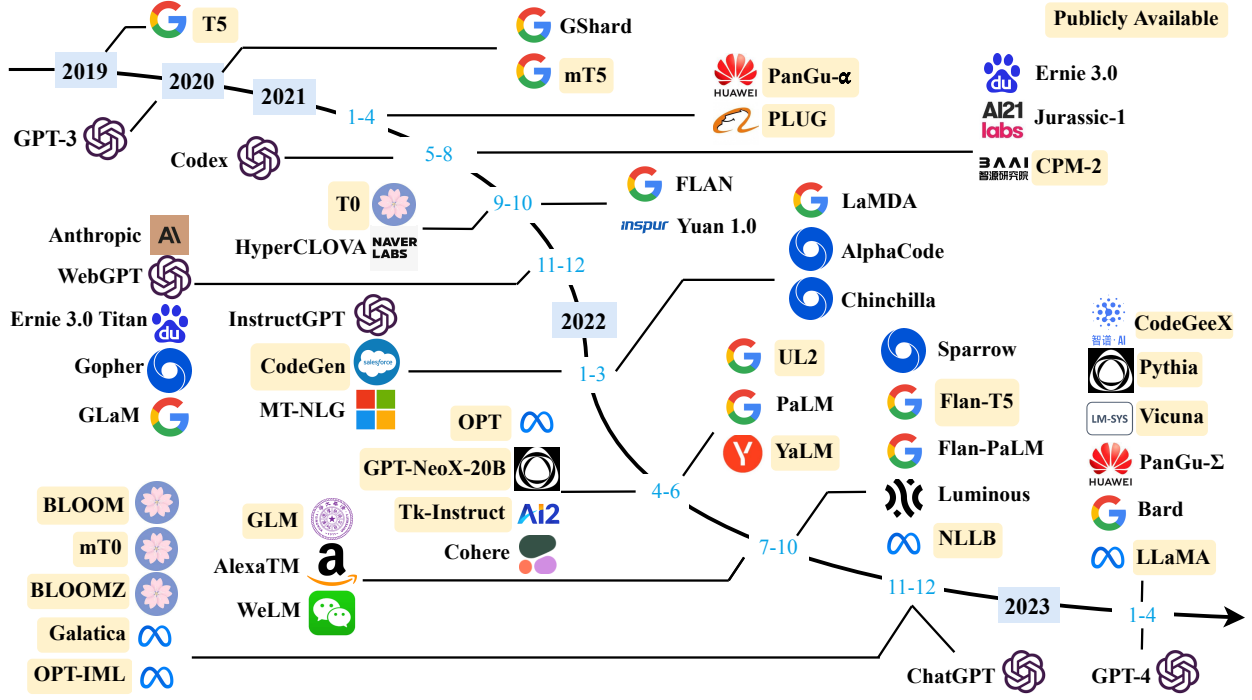 T5
GShard
Publicly Available
2019
2020
2021
mT5
HUAWEI
PanGu-α
du
Ernie 3.0
GPT-3
1-4
PLUG
AI21
labs
Jurassic-1
Codex
5-8
BAAI
智源研究院
CPM-2
T0
9-10
FLAN
LaMDA
Anthropic
HyperCLOVA
NAVER
LABS
inspur
Yuan 1.0
AlphaCode
WebGPT
11-12
Chinchilla
Ernie 3.0 Titan
du
InstructGPT
2022
智谱·AI
CodeGeeX
Gopher
CodeGen
salesforce
1-3
UL2
Sparrow
Pythia
GLaM
MT-NLG
PaLM
Flan-T5
LM-SYS
Vicuna
OPT
YaLM
Flan-PaLM
HUAWEI
PanGu-Σ
GPT-NeoX-20B
4-6
Luminous
Bard
BLOOM
GLM
Tk-Instruct
Ai2
NLLB
LLaMA
mT0
AlexaTM
a
Cohere
7-10
BLOOMZ
WeLM
11-12
2023
1-4
Galatica
OPT-IML
ChatGPT
GPT-4